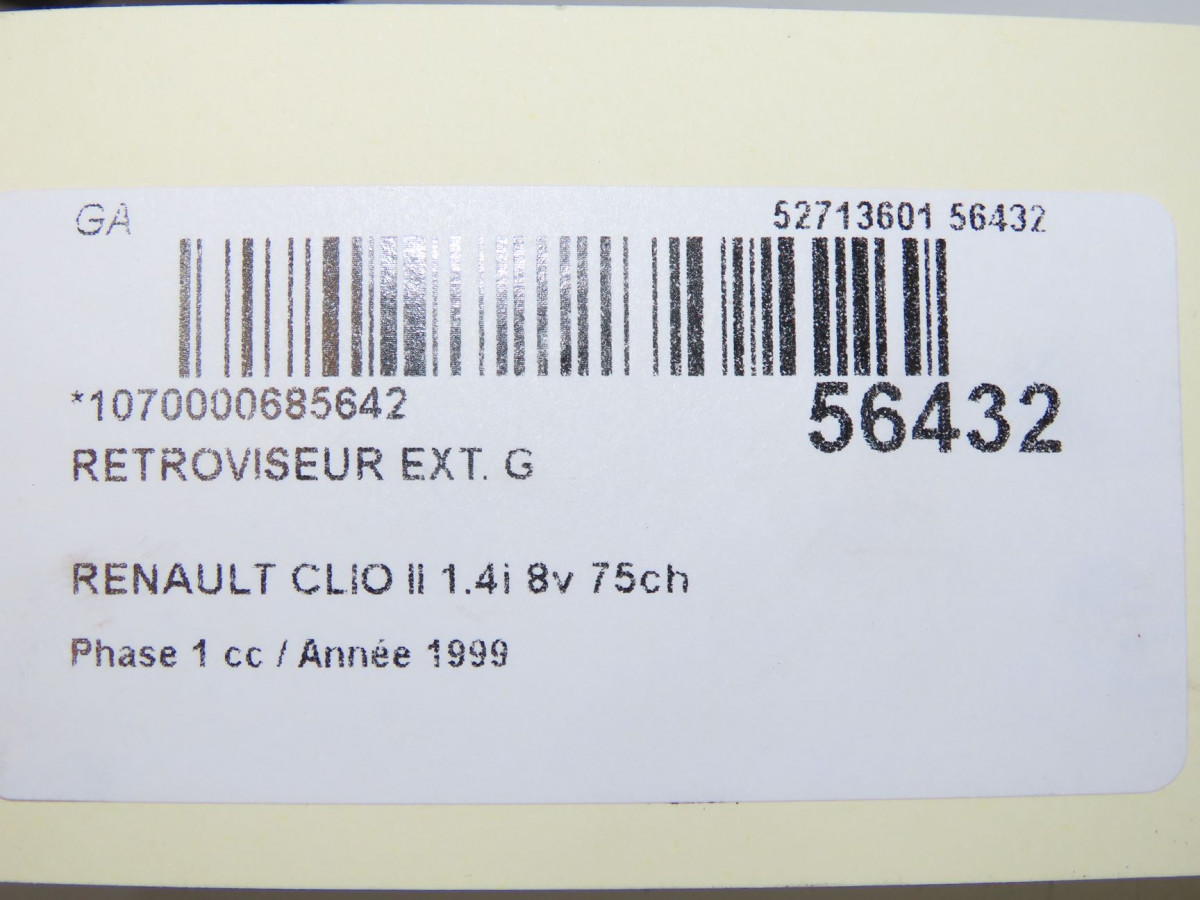 GA
52713601 56432
*1070000685642
56432
RETROVISEUR EXT. G
RENAULT CLIO II 1.4i 8v 75ch
Phase 1 cc / Année 1999